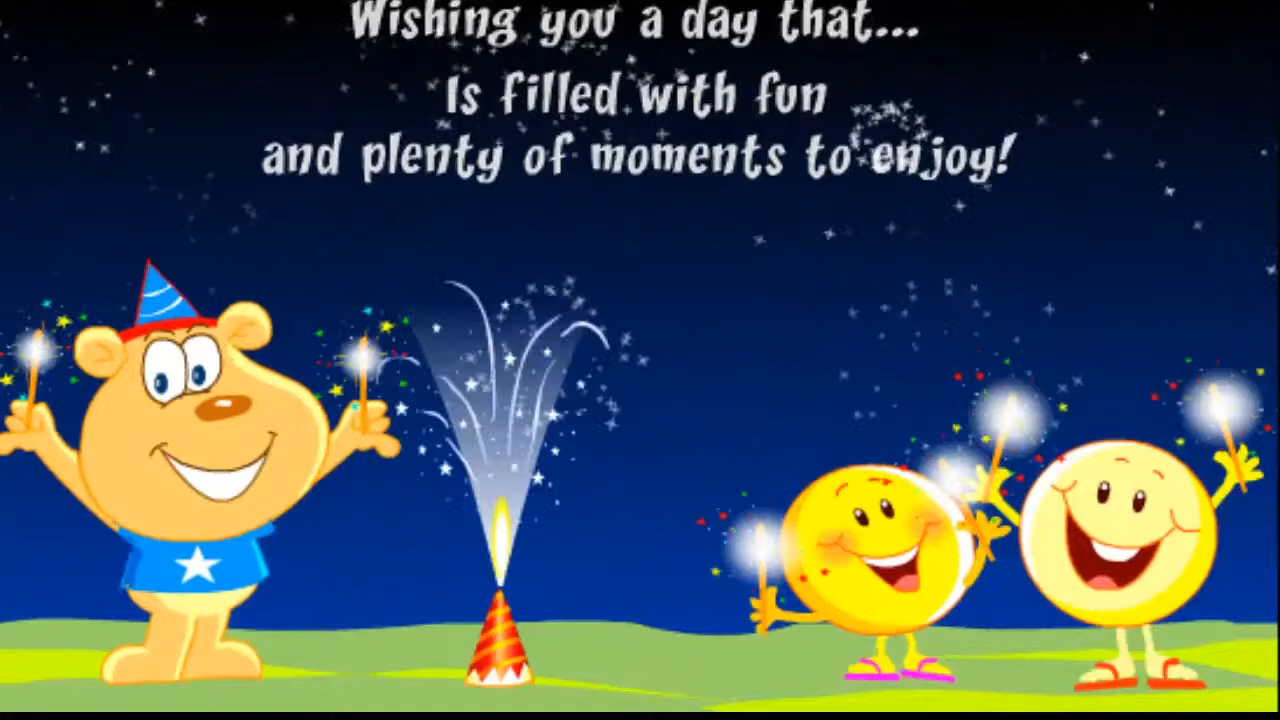 Wishing you a day that...
Is filled with fun
and plenty of moments to enjoy!